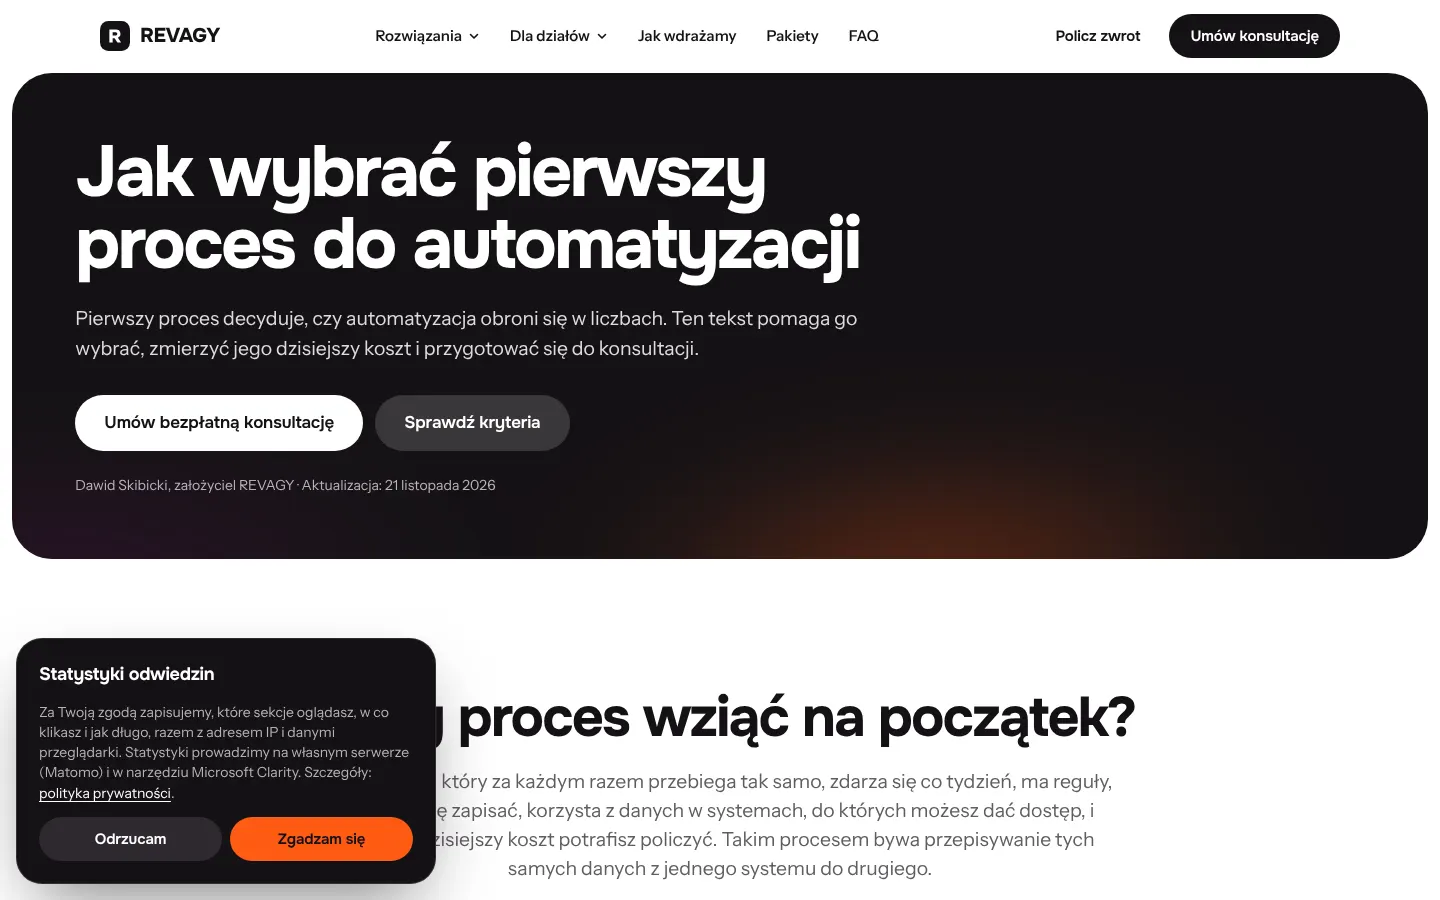 R REVAGY
Rozwiązania
Dla działów
Jak wdrażamy
Pakiety
FAQ
Policz zwrot
Umów konsultację
Jak wybrać pierwszy
proces do automatyzacji
Pierwszy proces decyduje, czy automatyzacja obroni się w liczbach. Ten tekst pomaga go
wybrać, zmierzyć jego dzisiejszy koszt i przygotować się do konsultacji.
Umów bezpłatną konsultację
Sprawdź kryteria
Dawid Skibicki, założyciel REVAGY · Aktualizacja: 21 listopada 2026
proces wziąć na początek?
który za każdym razem przebiega tak samo, zdarza się co tydzień, ma reguły,
zapisać, korzysta z danych w systemach, do których możesz dać dostęp, i
koszt potrafisz policzyć. Takim procesem bywa przepisywanie tych
samych danych z jednego systemu do drugiego.
Statystyki odwiedzin
Za Twoją zgodą zapisujemy, które sekcje oglądasz, w co
klikasz i jak długo, razem z adresem IP i danymi
przeglądarki. Statystyki prowadzimy na własnym serwerze
(Matomo) i w narzędziu Microsoft Clarity. Szczegóły:
polityka prywatności.
Odrzucam
Zgadzam się